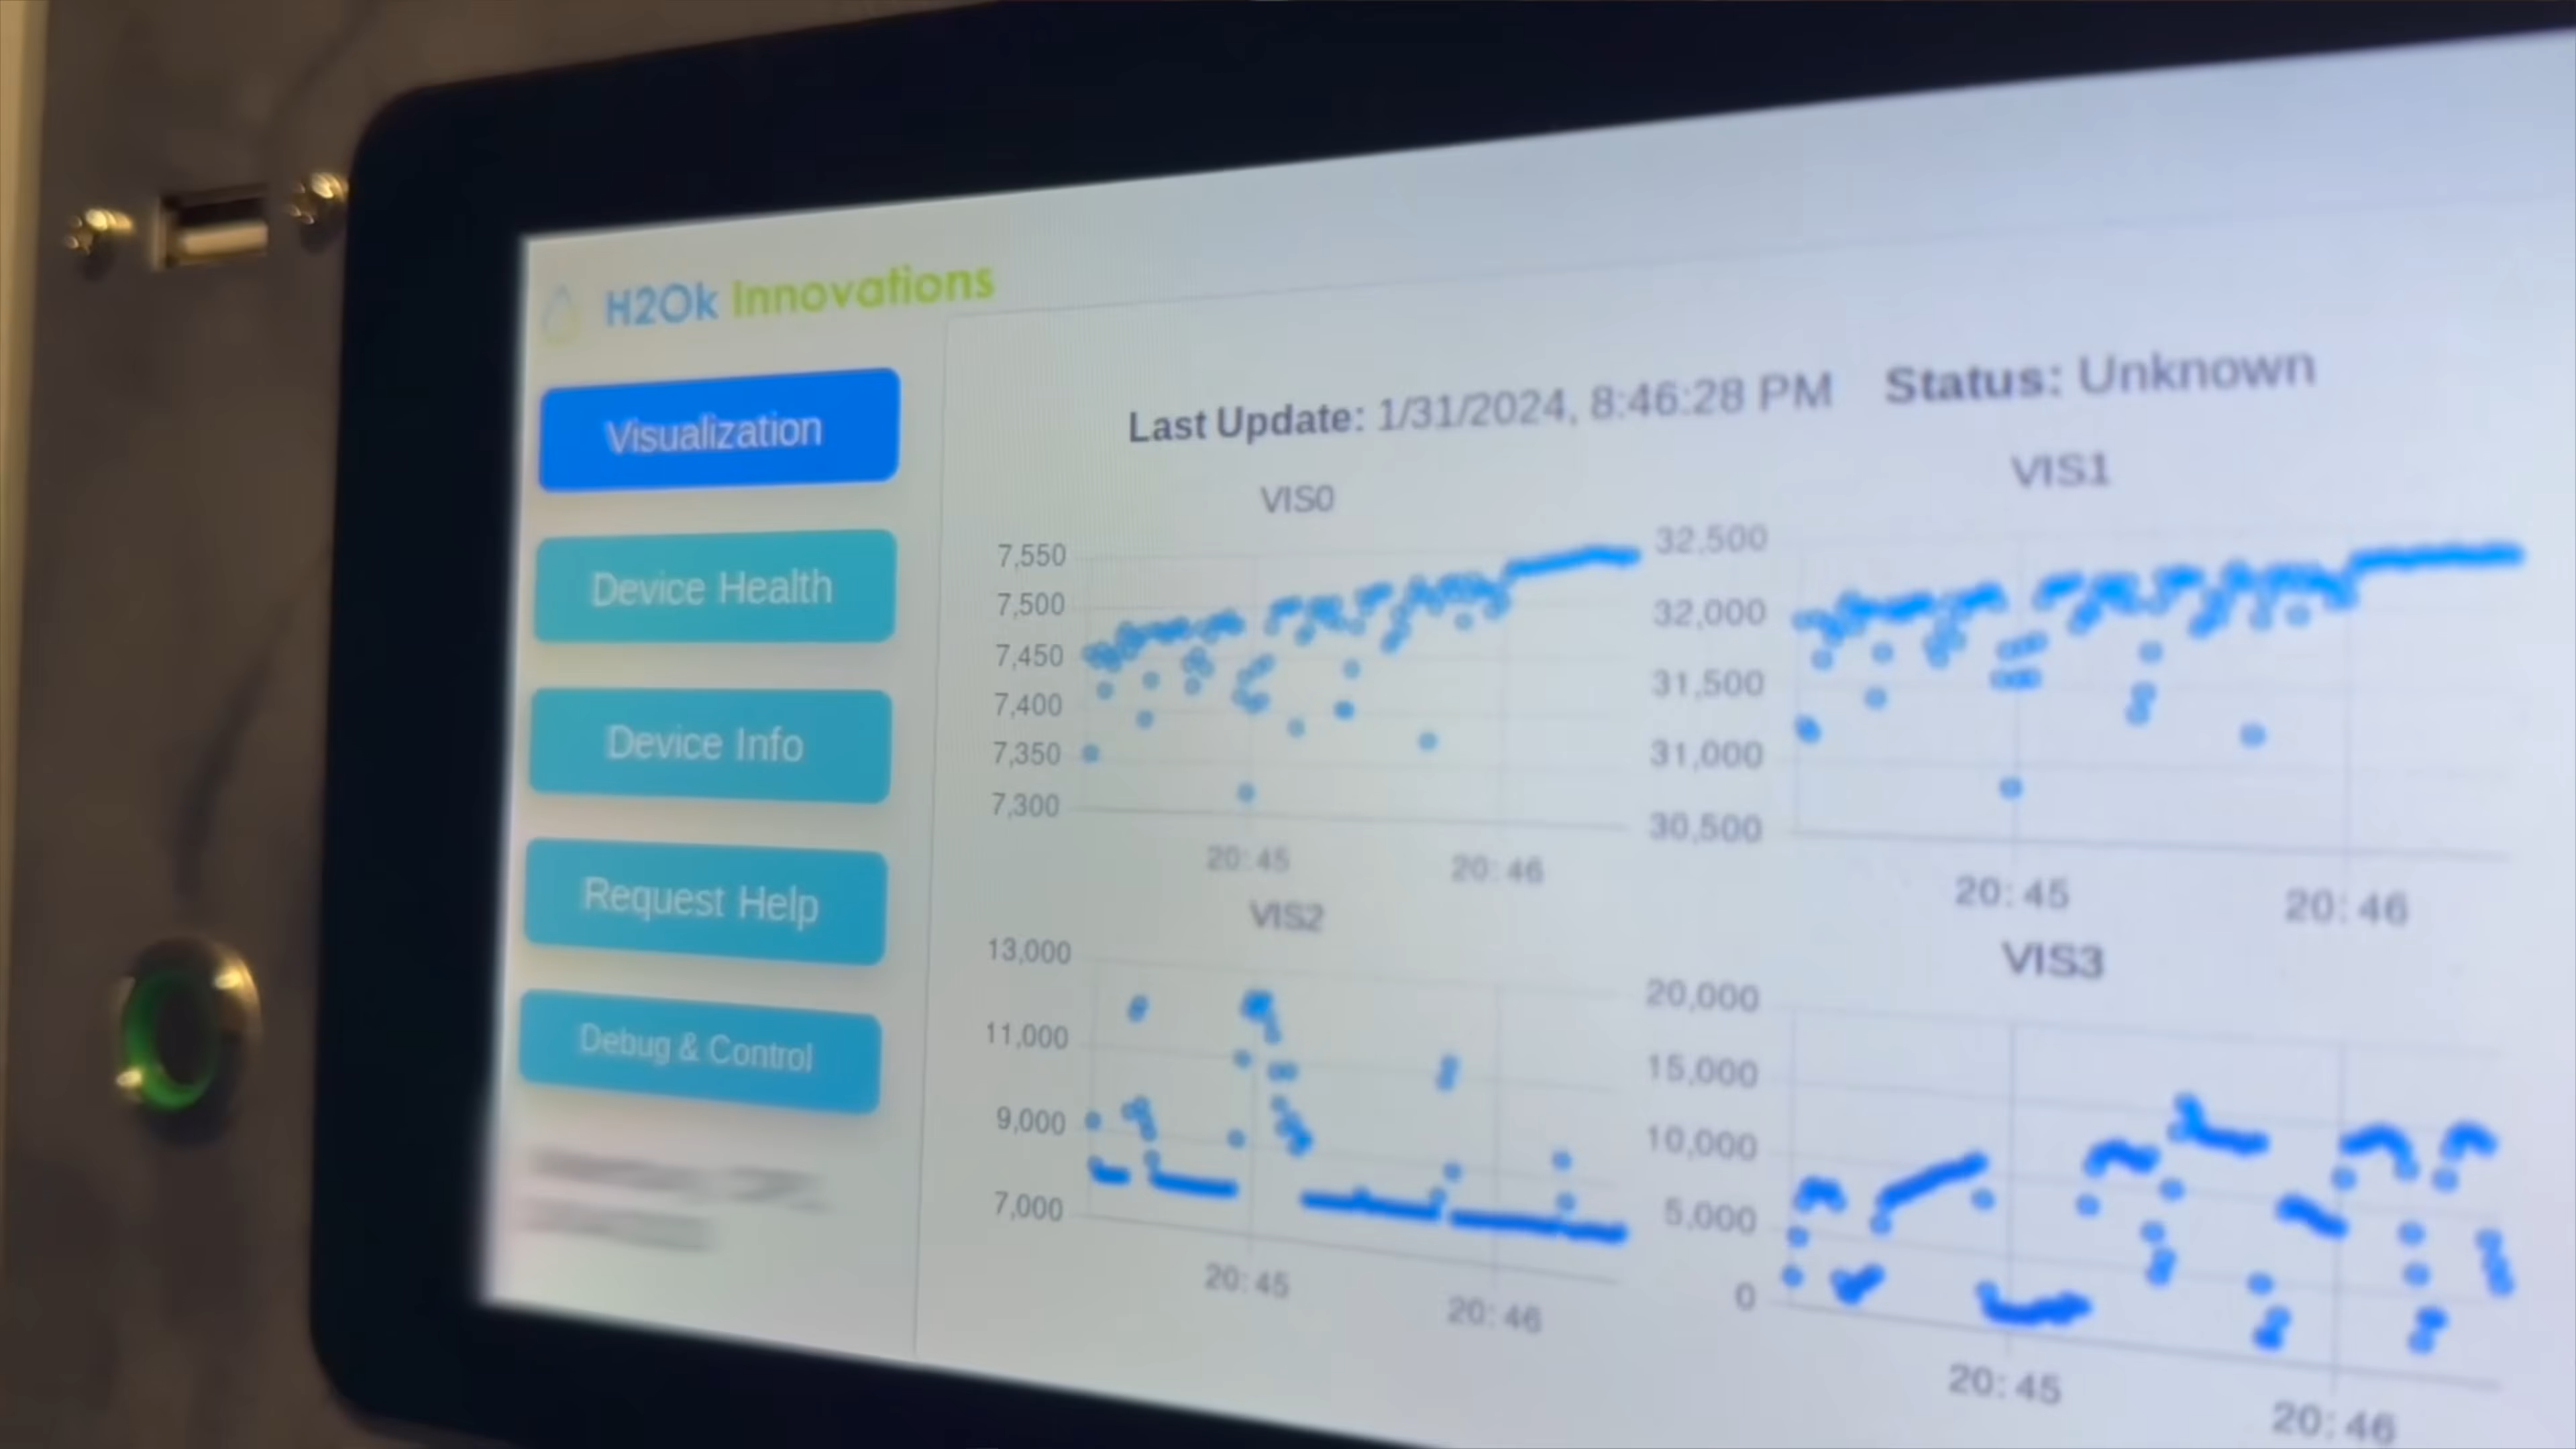 H2Ok Innovations
Visualization
Device Health
Device Info
Request Help
Debug & Control
Last Update: 1/31/2024, 8:46:28 PM Status: Unknown
VIS0
7,550
7,500
7,450
7,400
7,350
7,300
20:45 20:46
VIS1
32,500
32,000
31,500
31,000
30,500
20:45 20:46
VIS2
13,000
11,000
9,000
7,000
20:45 20:46
VIS3
20,000
15,000
10,000
5,000
0
20:45 20:46